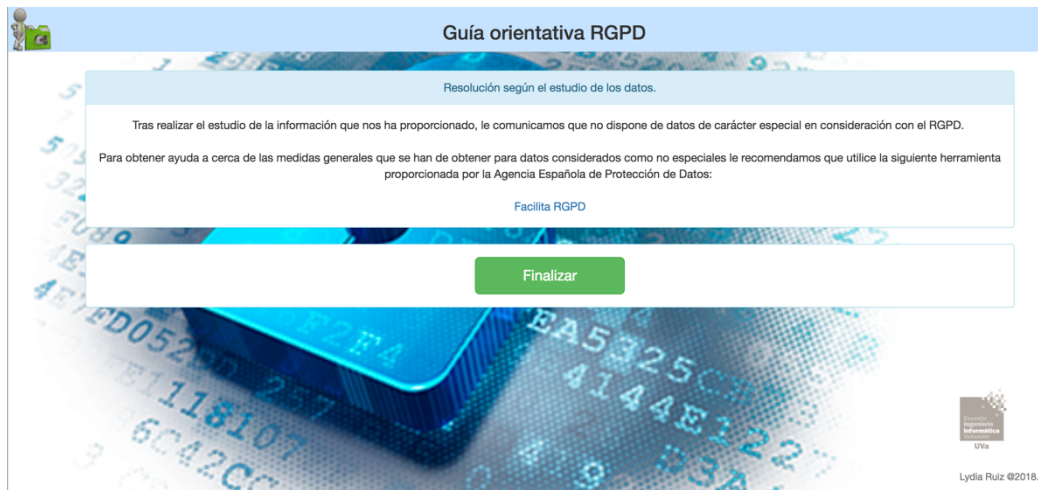 Guía orientativa RGPD
Resolución según el estudio de los datos.
Tras realizar el estudio de la información que nos ha proporcionado, le comunicamos que no dispone de datos de carácter especial en consideración con el RGPD.
Para obtener ayuda a cerca de las medidas generales que se han de obtener para datos considerados como no especiales le recomendamos que utilice la siguiente herramienta
proporcionada por la Agencia Española de Protección de Datos:
Facilita RGPD
Finalizar
EA5325
4144E122
1181
6C42CC
Informática
UVa
Lydia Ruiz @2018.